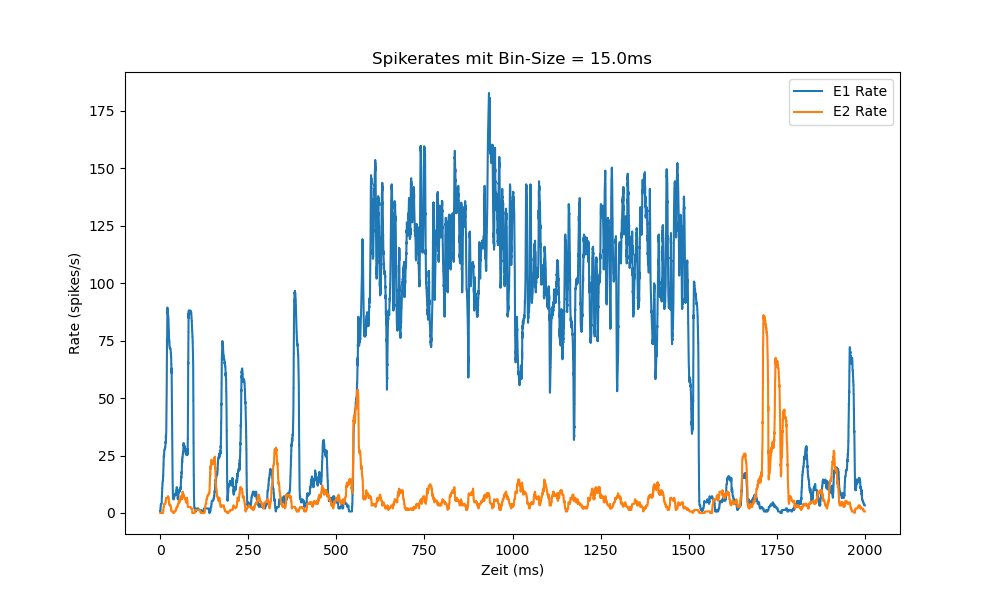 Spikerates mit Bin-Size = 15.0ms
E1 Rate
E2 Rate
Rate (spikes/s)
175
150
125
100
75
50
25
0
0 250 500 750 1000 1250 1500 1750 2000
Zeit (ms)